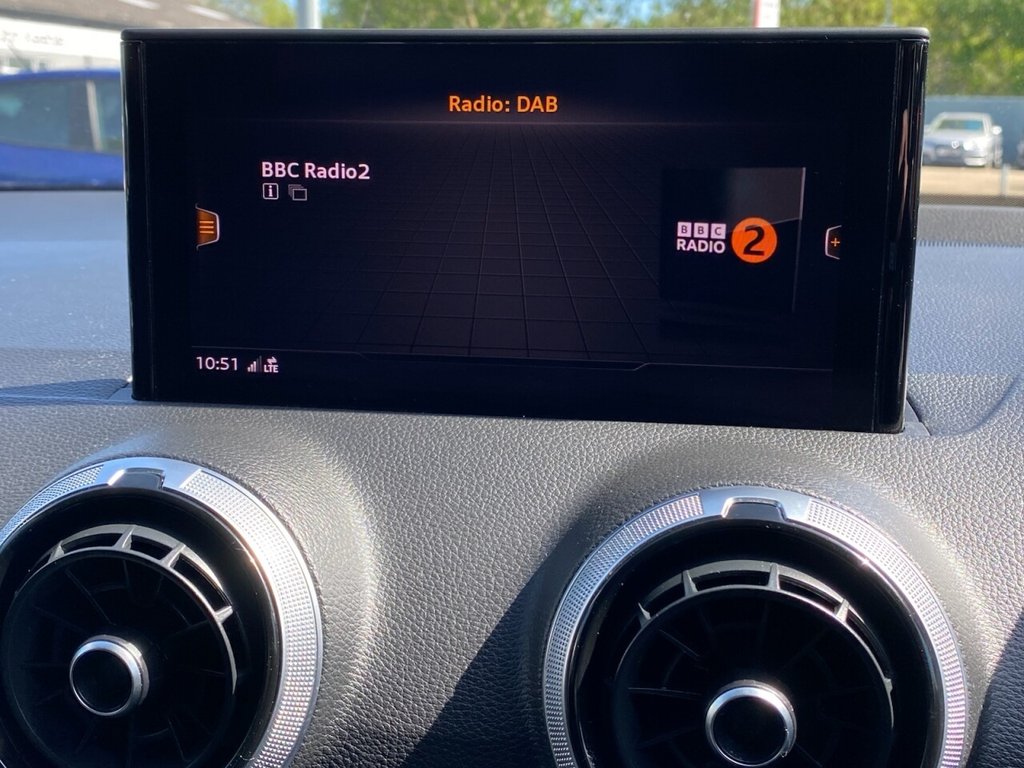 Radio: DAB
BBC Radio2
BBC
RADIO 2
10:51 LTE